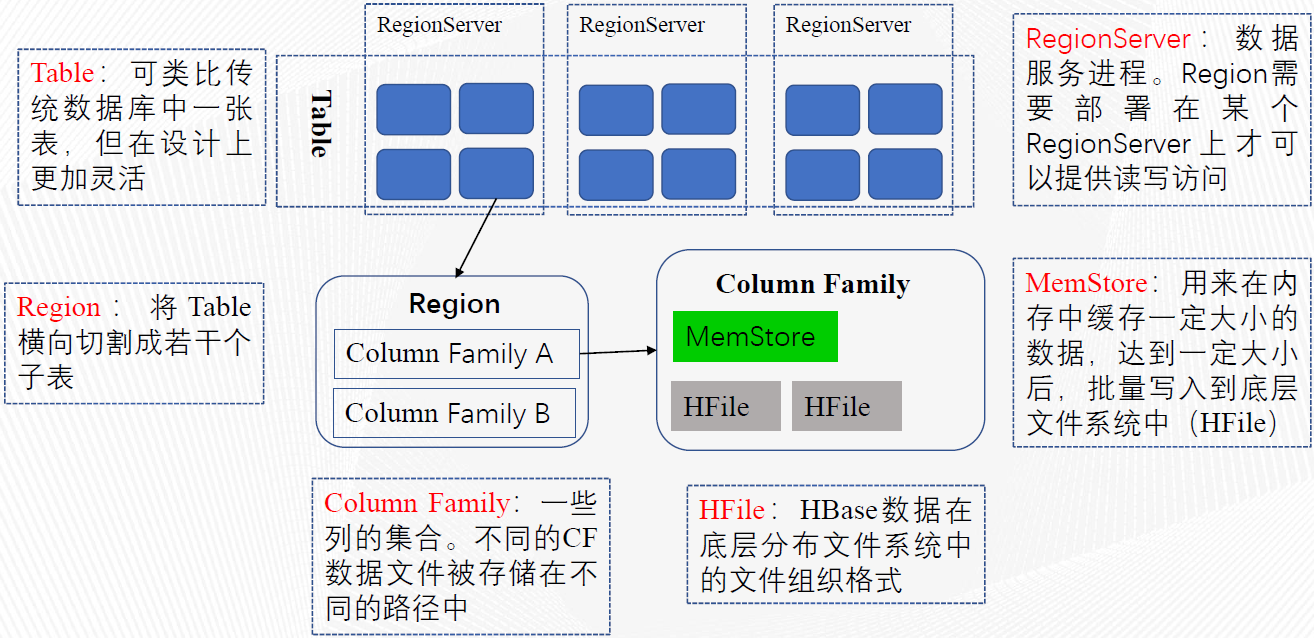 RegionServer
RegionServer
RegionServer
Table：可类比传
统数据库中一张
表，但在设计上
更加灵活
Table
RegionServer：数据
服务进程。Region需
要部署在某个
RegionServer上才可
以提供读写访问
Region：将Table
横向切割成若干个
子表
Region
Column Family A
Column Family B
Column Family
MemStore
HFile
HFile
MemStore：用来在内
存中缓存一定大小的
数据，达到一定大小
后，批量写入到底层
文件系统中（HFile）
Column Family：一些
列的集合。不同的CF
数据文件被存储在不
同的路径中
HFile：HBase数据在
底层分布文件系统中
的文件组织格式